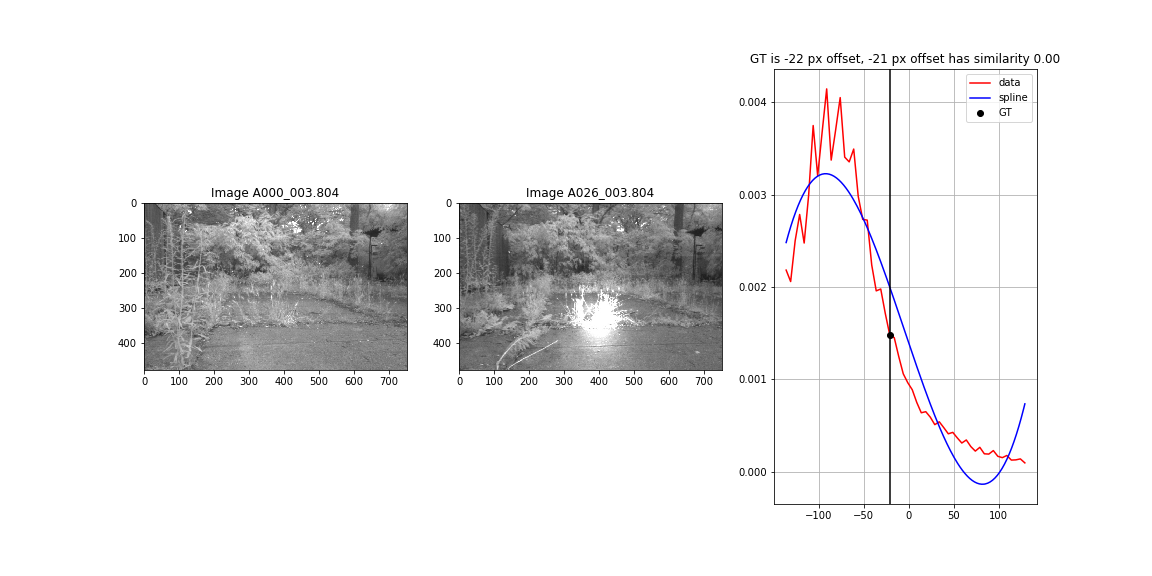 Image A000_003.804
0
100
200
300
400
0 100 200 300 400 500 600 700
Image A026_003.804
0
100
200
300
400
0 100 200 300 400 500 600 700
GT is -22 px offset, -21 px offset has similarity 0.00
data
spline
GT
0.004
0.003
0.002
0.001
0.000
−100 −50 0 50 100